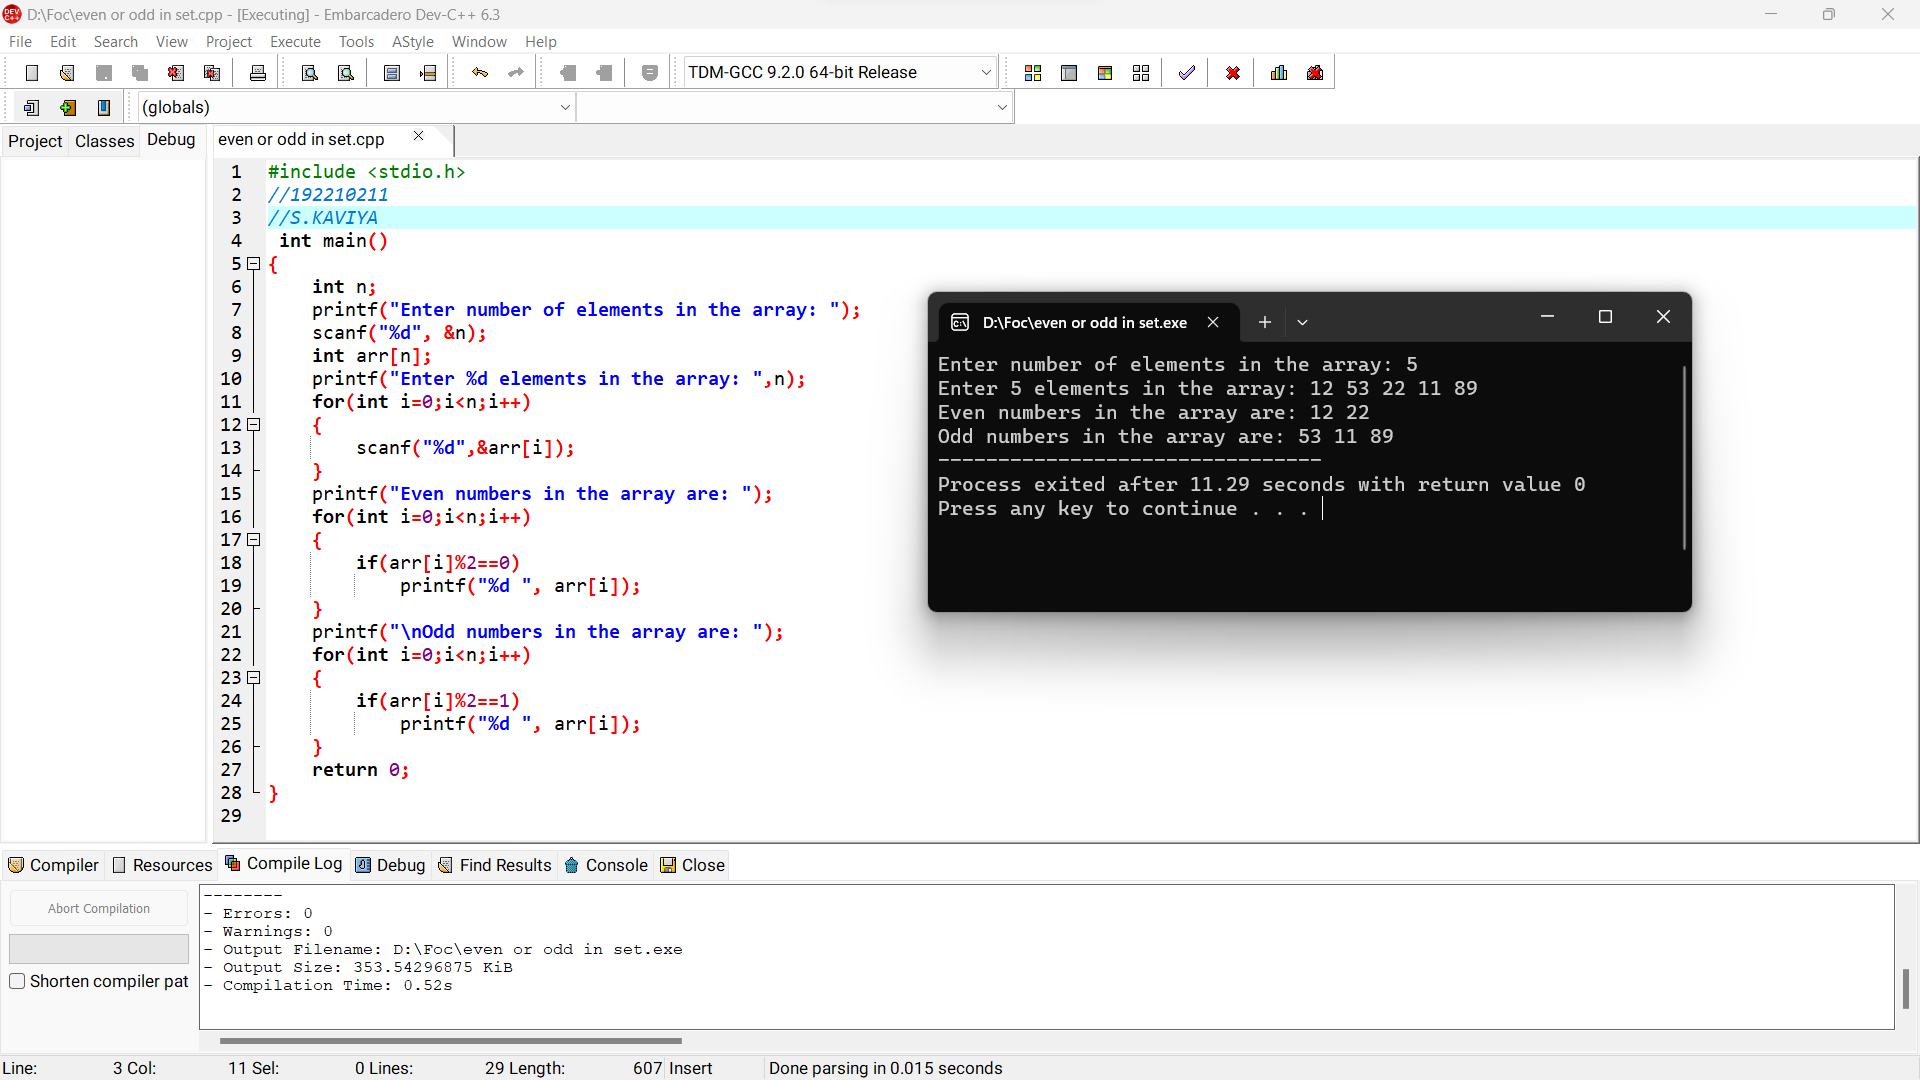 D:\Foc\even or odd in set.cpp - [Executing] - Embarcadero Dev-C++ 6.3
File Edit Search View Project Execute Tools AStyle Window Help
TDM-GCC 9.2.0 64-bit Release
(globals)
Project Classes Debug
even or odd in set.cpp
1 #include <stdio.h>
2 //192210211
3 //S.KAVIYA
4 int main()
5 {
6 int n;
7 printf("Enter number of elements in the array: ");
8 scanf("%d", &n);
9 int arr[n];
10 printf("Enter %d elements in the array: ",n);
11 for(int i=0;i<n;i++)
12 {
13 scanf("%d",&arr[i]);
14 }
15 printf("Even numbers in the array are: ");
16 for(int i=0;i<n;i++)
17 {
18 if(arr[i]%2==0)
19 printf("%d ", arr[i]);
20 }
21 printf("\nOdd numbers in the array are: ");
22 for(int i=0;i<n;i++)
23 {
24 if(arr[i]%2==1)
25 printf("%d ", arr[i]);
26 }
27 return 0;
28 }
29
D:\Foc\even or odd in set.exe
Enter number of elements in the array: 5
Enter 5 elements in the array: 12 53 22 11 89
Even numbers in the array are: 12 22
Odd numbers in the array are: 53 11 89
--------------------------------
Process exited after 11.29 seconds with return value 0
Press any key to continue . . .
Compiler Resources Compile Log Debug Find Results Console Close
Abort Compilation
Shorten compiler pat
--------
- Errors: 0
- Warnings: 0
- Output Filename: D:\Foc\even or odd in set.exe
- Output Size: 353.54296875 KiB
- Compilation Time: 0.52s
Line: 3 Col: 11 Sel: 0 Lines: 29 Length: 607 Insert Done parsing in 0.015 seconds